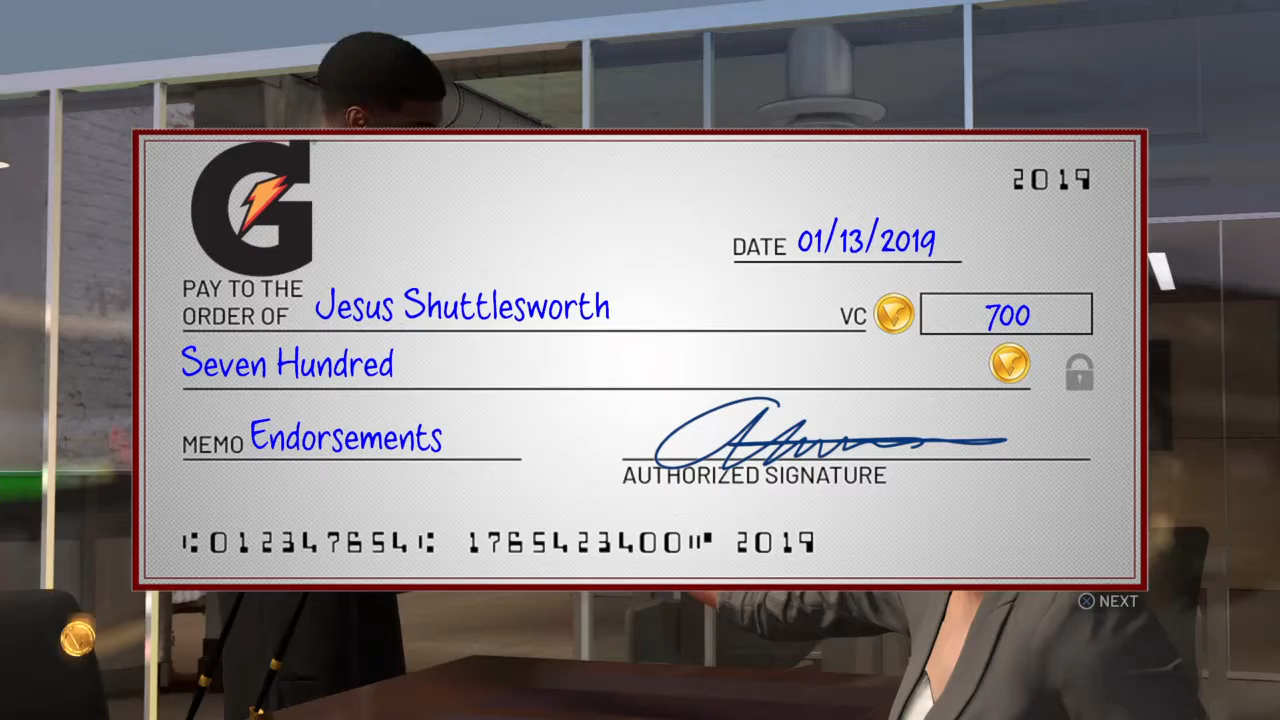 G
2019
DATE 01/13/2019
PAY TO THE
ORDER OF Jesus Shuttlesworth VC 700
Seven Hundred
MEMO Endorsements
AUTHORIZED SIGNATURE
⑆012347654⑆ 1765423400⑈ 2019
NEXT